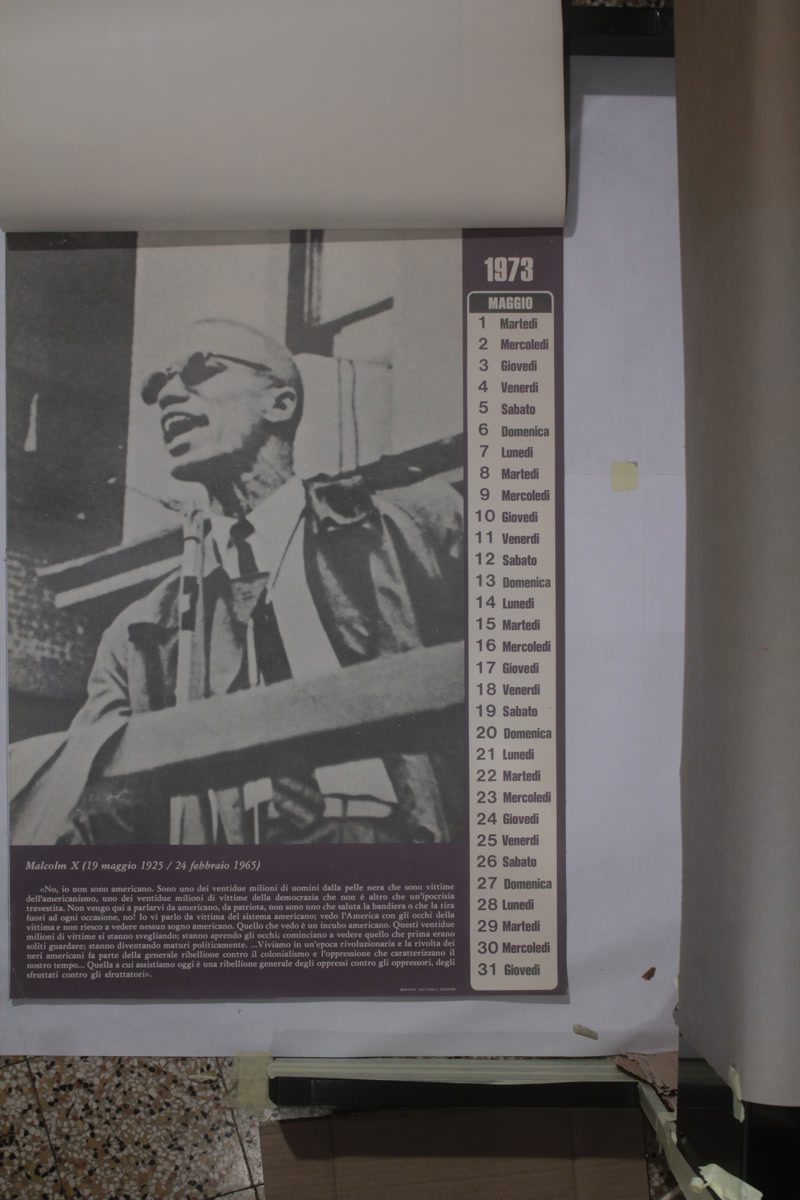 1973
MAGGIO
1 Martedì
2 Mercoledì
3 Giovedì
4 Venerdì
5 Sabato
6 Domenica
7 Lunedì
8 Martedì
9 Mercoledì
10 Giovedì
11 Venerdì
12 Sabato
13 Domenica
14 Lunedì
15 Martedì
16 Mercoledì
17 Giovedì
18 Venerdì
19 Sabato
20 Domenica
21 Lunedì
22 Martedì
23 Mercoledì
24 Giovedì
25 Venerdì
26 Sabato
27 Domenica
28 Lunedì
29 Martedì
30 Mercoledì
31 Giovedì
Malcolm X (19 maggio 1925 / 24 febbraio 1965)
«No, io non sono americano. Sono uno dei ventidue milioni di uomini dalla pelle nera che sono vittime
dell'americanismo, uno dei ventidue milioni di vittime della democrazia che non è altro che un'ipocrisia
travestita. Non vengo qui a parlarvi da americano, da patriota, non sono uno che saluta la bandiera o che la tira
fuori ad ogni occasione, no! Io vi parlo da vittima del sistema americano; vedo l'America con gli occhi della
vittima e non riesco a vedere nessun sogno americano. Quello che vedo è un incubo americano. Questi ventidue
milioni di vittime si stanno svegliando; stanno aprendo gli occhi; cominciano a vedere quello che prima erano
soliti guardare; stanno diventando maturi politicamente. ...Viviamo in un'epoca rivoluzionaria e la rivolta dei
neri americani fa parte della generale ribellione contro il colonialismo e l'oppressione che caratterizzano il
nostro tempo... Quella a cui assistiamo oggi è una ribellione generale degli oppressi contro gli oppressori, degli
sfruttati contro gli sfruttatori».